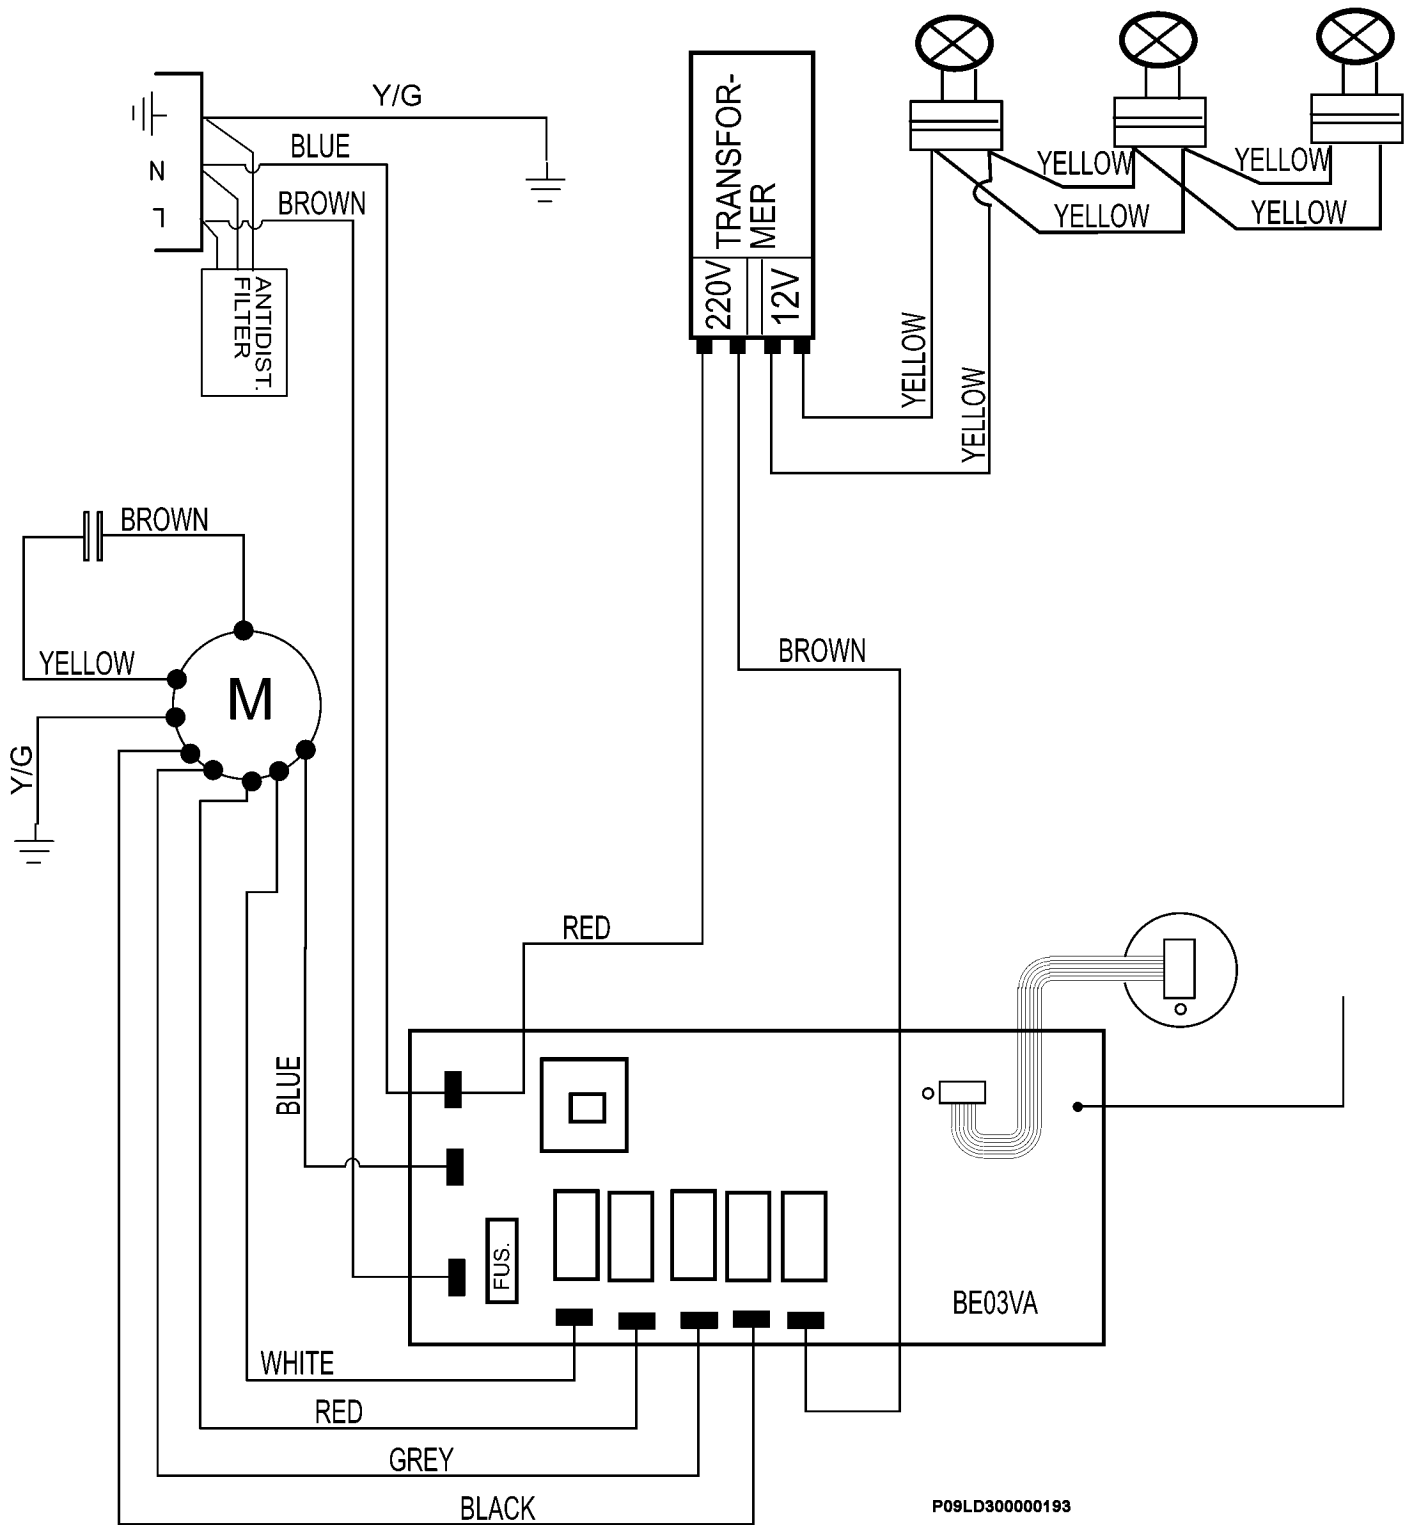 Y/G
BLUE
N
BROWN
L
ANTIDIST.
FILTER
TRANSFOR-
MER
220V
12V
YELLOW
YELLOW
YELLOW
YELLOW
YELLOW
YELLOW
BROWN
YELLOW
M
Y/G
BROWN
RED
BLUE
FUS.
BE03VA
WHITE
RED
GREY
BLACK
P09LD300000193